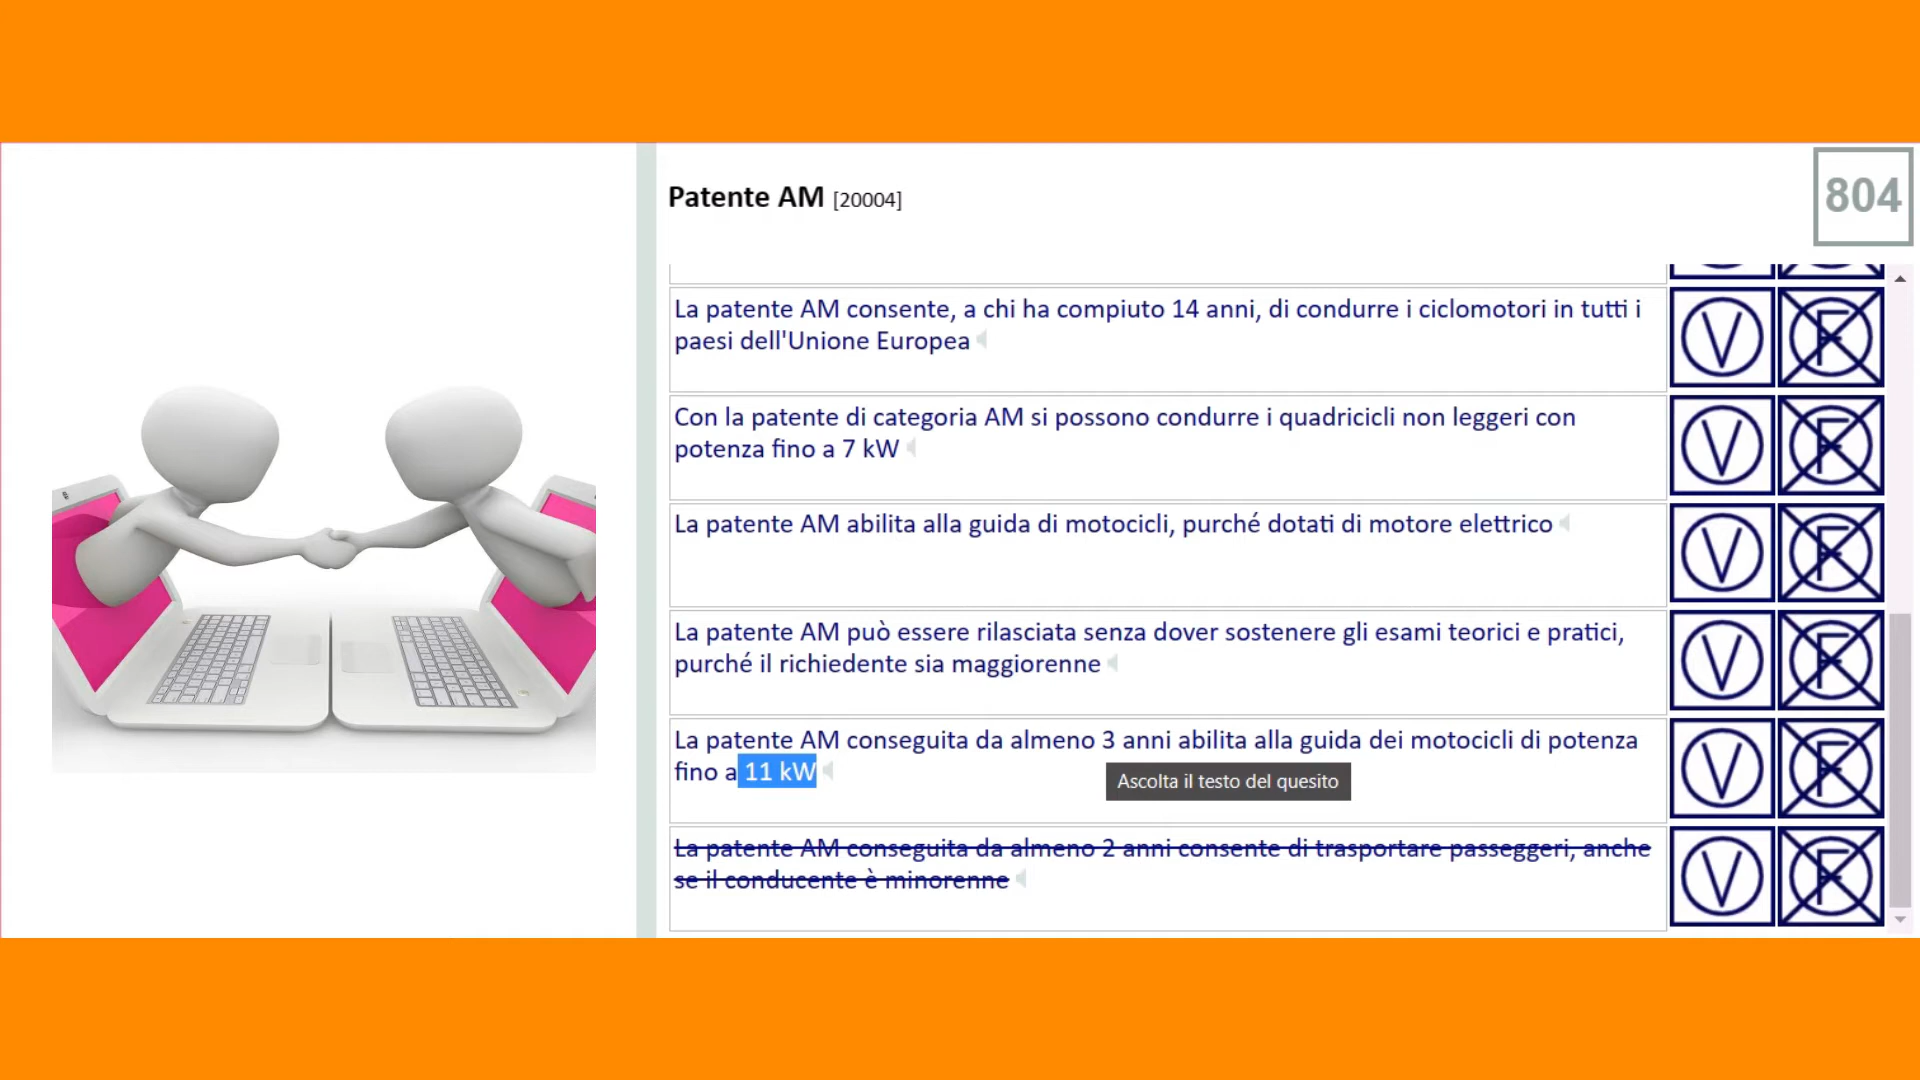 Patente AM [20004]
804
La patente AM consente, a chi ha compiuto 14 anni, di condurre i ciclomotori in tutti i
paesi dell'Unione Europea
V F
Con la patente di categoria AM si possono condurre i quadricicli non leggeri con
potenza fino a 7 kW
V F
La patente AM abilita alla guida di motocicli, purché dotati di motore elettrico
V F
La patente AM può essere rilasciata senza dover sostenere gli esami teorici e pratici,
purché il richiedente sia maggiorenne
V F
La patente AM conseguita da almeno 3 anni abilita alla guida dei motocicli di potenza
fino a 11 kW
Ascolta il testo del quesito
V F
La patente AM conseguita da almeno 2 anni consente di trasportare passeggeri, anche
se il conducente è minorenne
V F